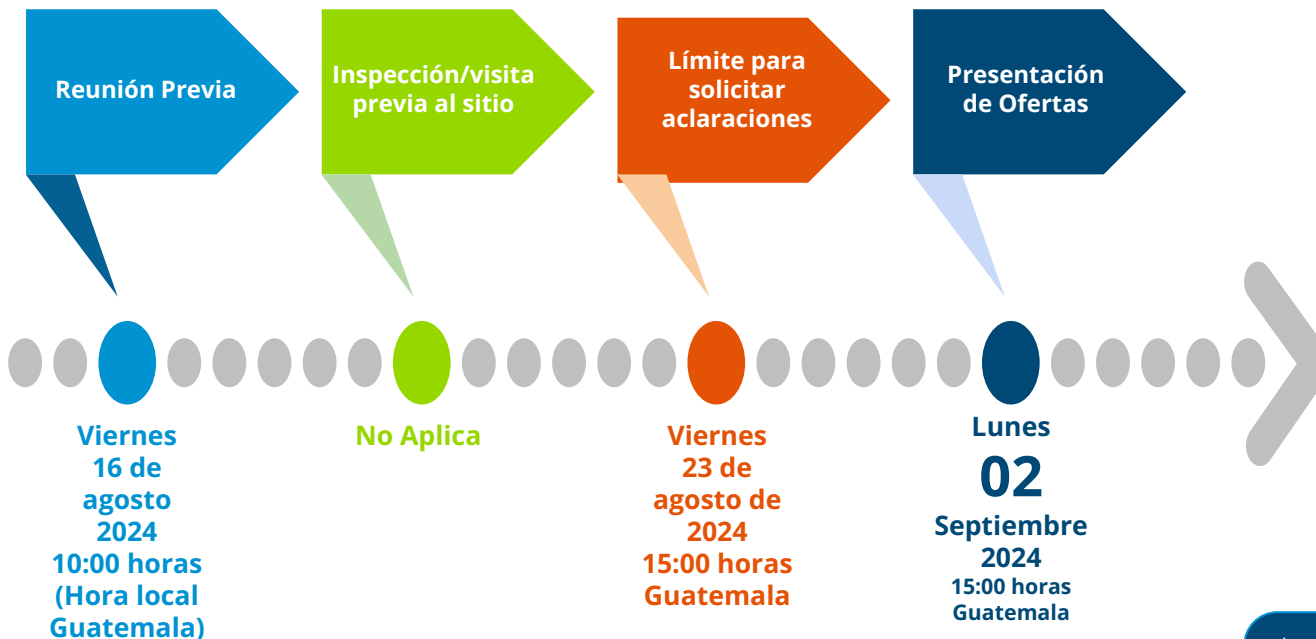 Reunión Previa
Inspección/visita
previa al sitio
Límite para
solicitar
aclaraciones
Presentación
de Ofertas
Viernes
16 de
agosto
2024
10:00 horas
(Hora local
Guatemala)
No Aplica
Viernes
23 de
agosto de
2024
15:00 horas
Guatemala
Lunes
02
Septiembre
2024
15:00 horas
Guatemala